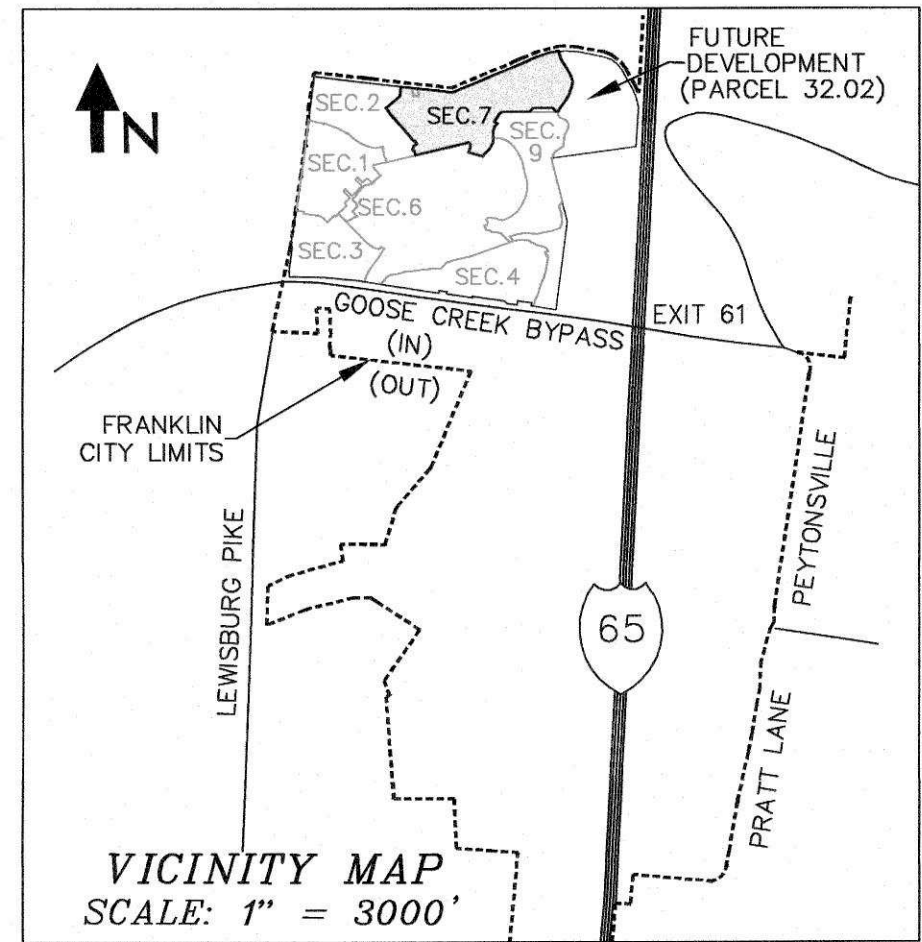 FUTURE
DEVELOPMENT
(PARCEL 32.02)
N
SEC.2
SEC.7
SEC.
9
SEC.1
SEC.6
SEC.3
SEC.4
GOOSE CREEK BYPASS
EXIT 61
(IN)
(OUT)
FRANKLIN
CITY LIMITS
LEWISBURG PIKE
PEYTONSVILLE
65
PRATT LANE
VICINITY MAP
SCALE: 1" = 3000'